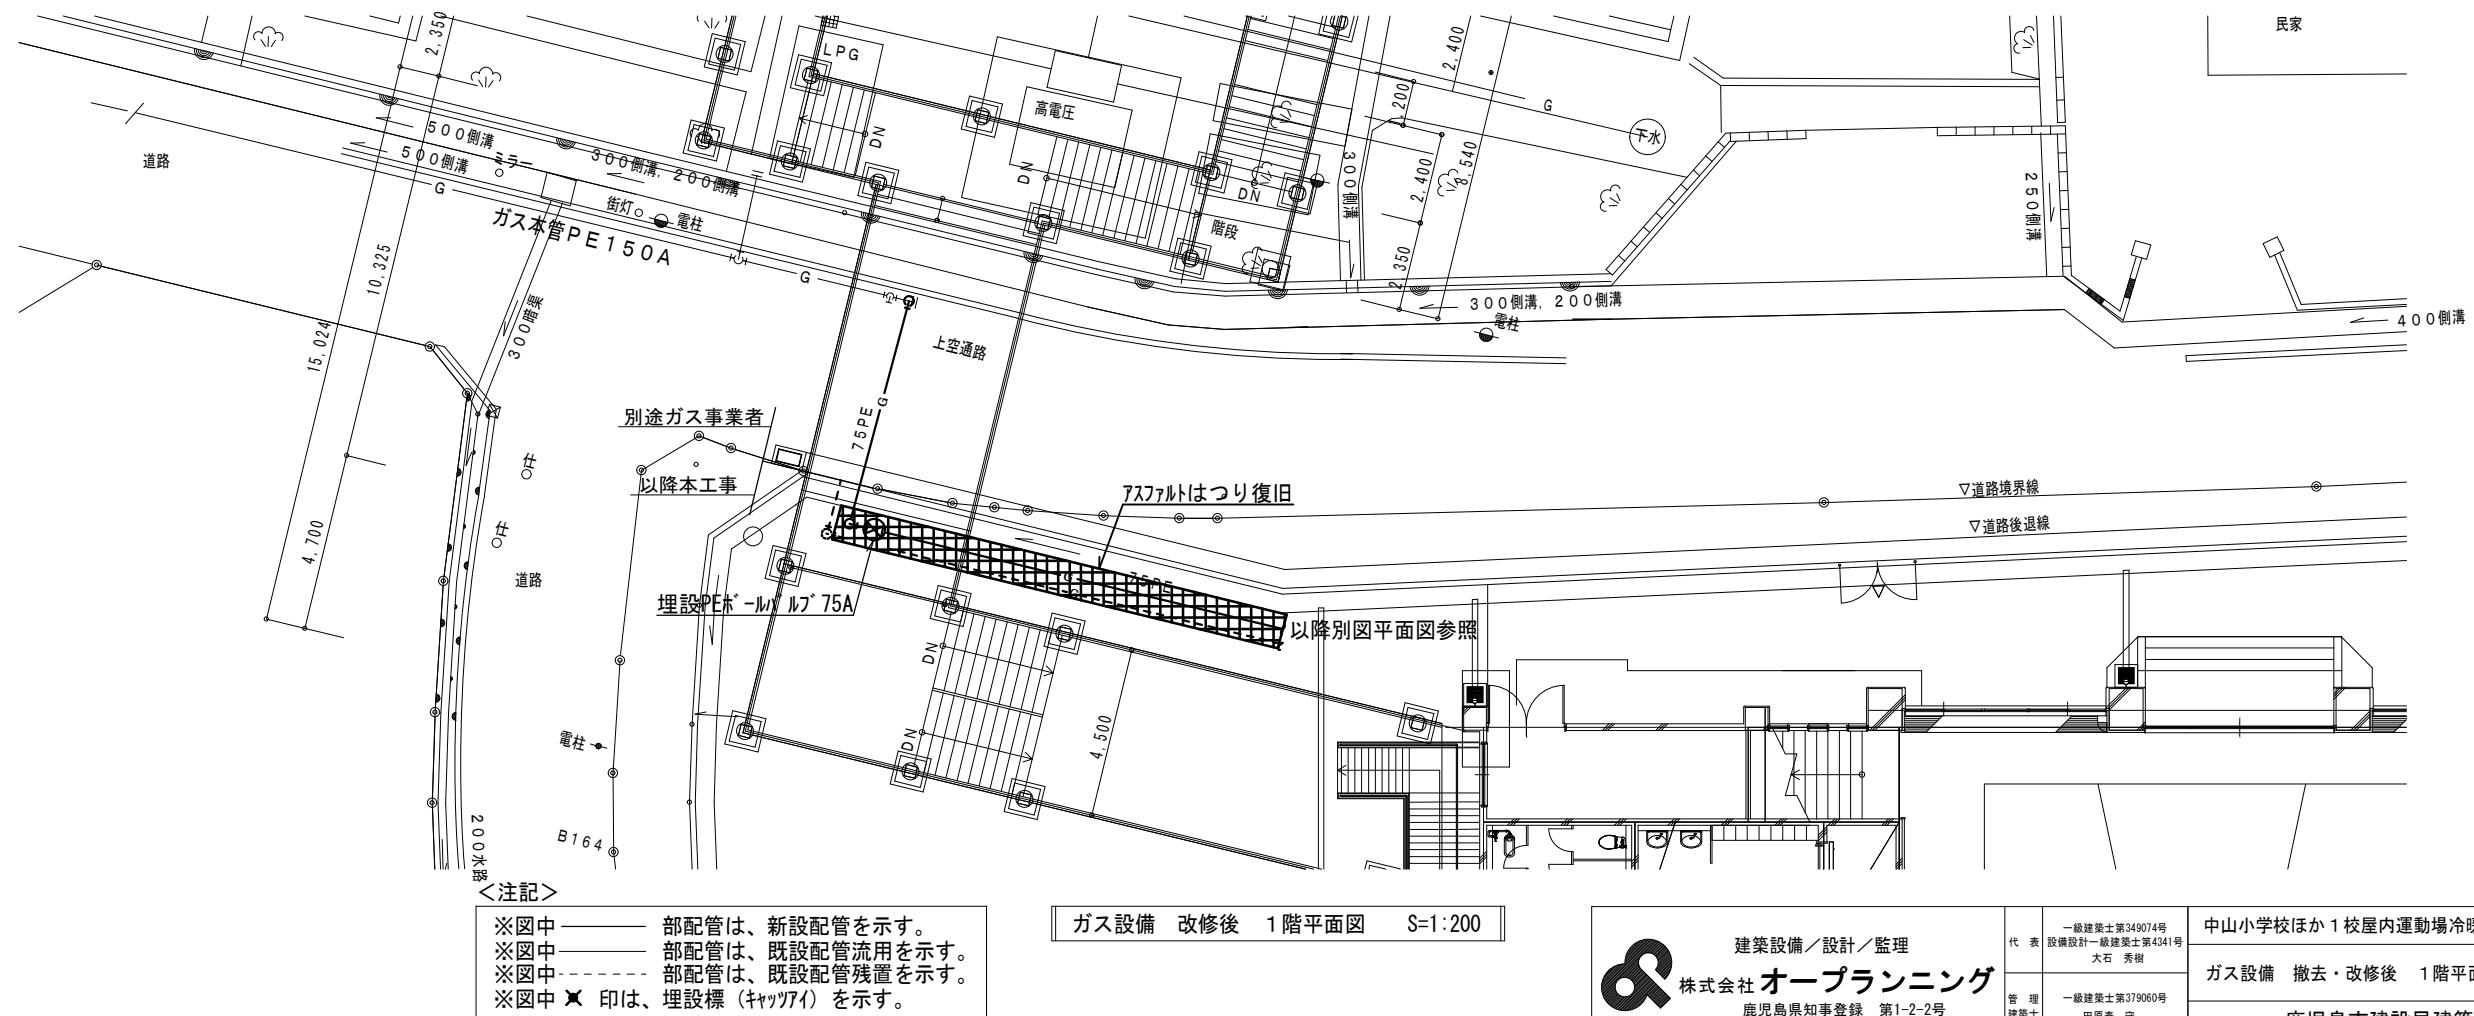 民家
2,350
LPG
2,400
高電圧
DN
G
200
下水
5 0 0側溝
5 0 0側溝
ミラー
道路
3 0 0側溝, 2 0 0側溝
G
DN
DN
3 0 0側溝
2,400
8,540
2 5 0側溝
街灯
電柱
階段
ガス本管PE150A
10,325
G
2,350
3 0 0側溝, 2 0 0側溝
電柱
4 0 0側溝
15,024
3 0 0暗渠
上空通路
75PE
G
別途ガス事業者
仕
以降本工事
アスファルトはつり復旧
▽道路境界線
4,700
仕
▽道路後退線
道路
G
75PE
G
埋設PEボールバルブ75A
以降別図平面図参照
DN
DN
4,500
電柱
B164
2 0 0水路
<注記>
※図中 部配管は、新設配管を示す。
※図中 部配管は、既設配管流用を示す。
※図中 部配管は、既設配管残置を示す。
※図中 印は、埋設標（キャッツアイ）を示す。
ガス設備 改修後 1階平面図 S=1:200
建築設備／設計／監理
株式会社 オープランニング
鹿児島県知事登録 第1-2-2号
代 表
一級建築士第349074号
設備設計一級建築士第4341号
大石 秀樹
管 理
建築士
一級建築士第379060号
中山小学校ほか1校屋内運動場冷暖
ガス設備 撤去・改修後 1階平面